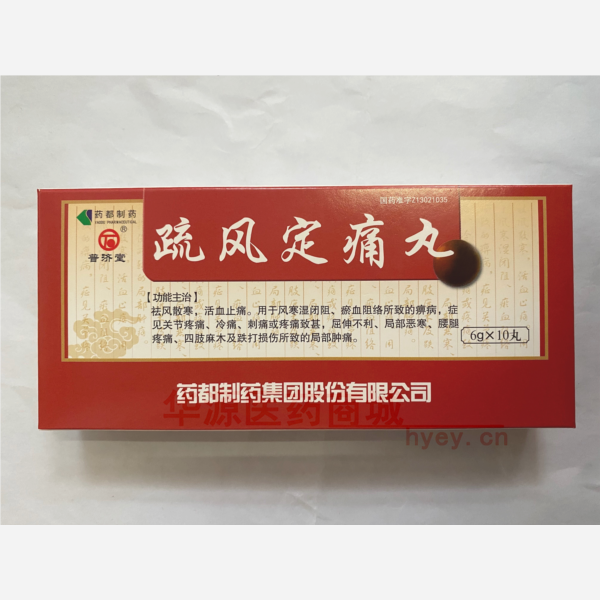 国药准字Z13021035
药都制药
YAODU PHARMACEUTICAL
®
普济堂
疏风定痛丸
【功能主治】
祛风散寒，活血止痛。用于风寒湿闭阻、瘀血阻络所致的痹病，症
见关节疼痛、冷痛、刺痛或疼痛致甚，屈伸不利、局部恶寒、腰腿
疼痛、四肢麻木及跌打损伤所致的局部肿痛。
6g×10丸
药都制药集团股份有限公司
华源医药商城
hyey.cn